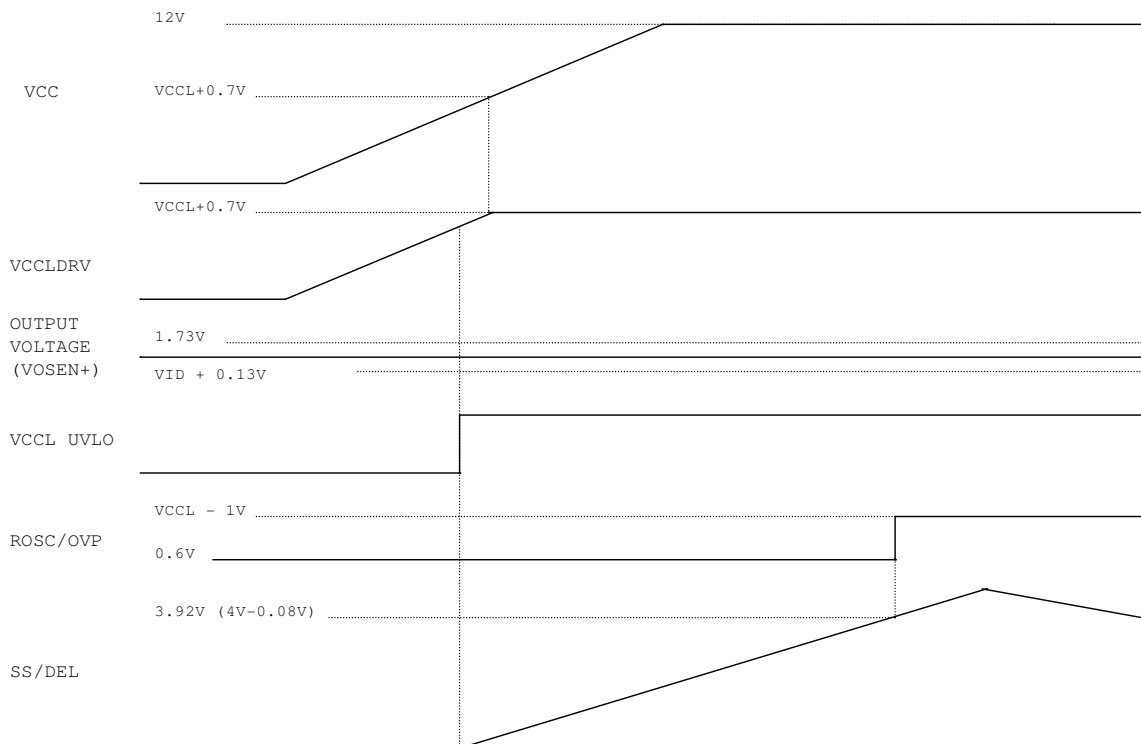 12V
VCC
VCCL+0.7V
VCCL+0.7V
VCCLDRV
OUTPUT
VOLTAGE
(VOSEN+)
1.73V
VID + 0.13V
VCCL UVLO
VCCL - 1V
ROSC/OVP
0.6V
3.92V (4V-0.08V)
SS/DEL